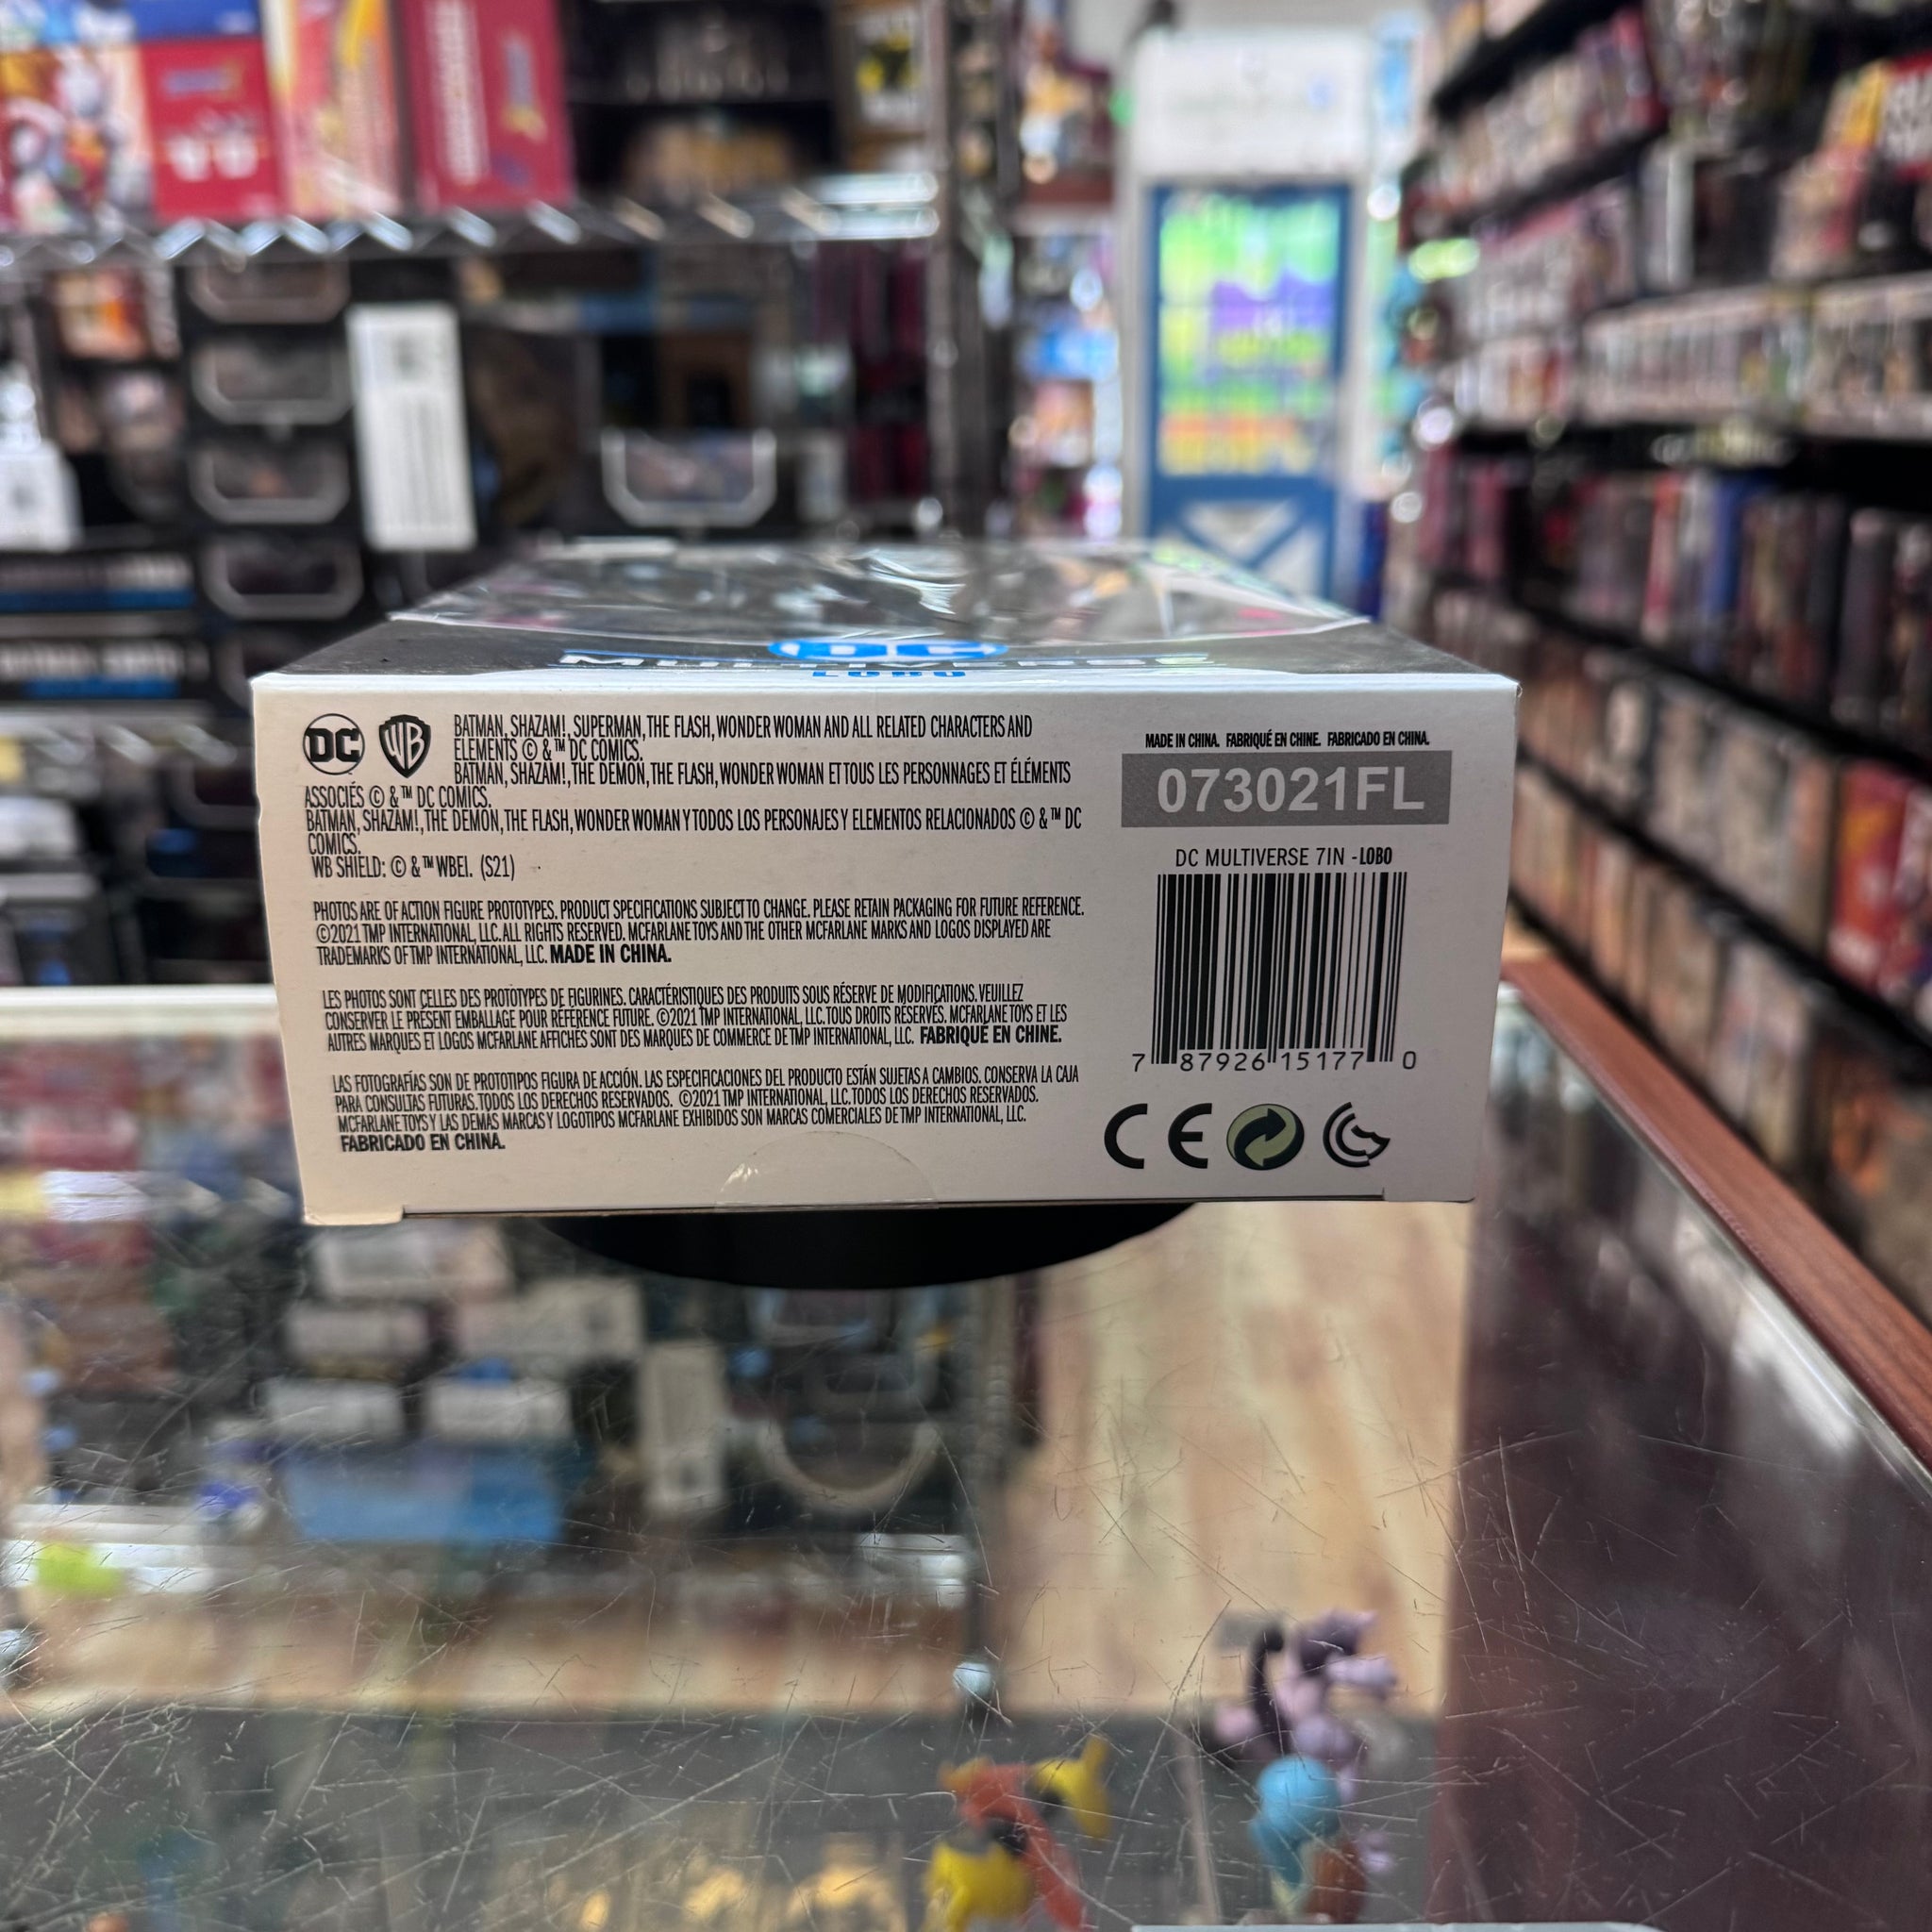 DC
MULTIVERSE
LOBO
DC WB BATMAN, SHAZAM!, SUPERMAN, THE FLASH, WONDER WOMAN AND ALL RELATED CHARACTERS AND
ELEMENTS © & ™ DC COMICS.
BATMAN, SHAZAM!, THE DEMON, THE FLASH, WONDER WOMAN ET TOUS LES PERSONNAGES ET ÉLÉMENTS
ASSOCIÉS © & ™ DC COMICS.
BATMAN, SHAZAM!, THE DEMON, THE FLASH, WONDER WOMAN Y TODOS LOS PERSONAJES Y ELEMENTOS RELACIONADOS © & ™ DC
COMICS.
WB SHIELD: © & ™ WBEI. (S21)
PHOTOS ARE OF ACTION FIGURE PROTOTYPES. PRODUCT SPECIFICATIONS SUBJECT TO CHANGE. PLEASE RETAIN PACKAGING FOR FUTURE REFERENCE.
©2021 TMP INTERNATIONAL, LLC. ALL RIGHTS RESERVED. MCFARLANE TOYS AND THE OTHER MCFARLANE MARKS AND LOGOS DISPLAYED ARE
TRADEMARKS OF TMP INTERNATIONAL, LLC. MADE IN CHINA.
LES PHOTOS SONT CELLES DES PROTOTYPES DE FIGURINES. CARACTÉRISTIQUES DES PRODUITS SOUS RÉSERVE DE MODIFICATIONS. VEUILLEZ
CONSERVER LE PRÉSENT EMBALLAGE POUR RÉFÉRENCE FUTURE. ©2021 TMP INTERNATIONAL, LLC. TOUS DROITS RÉSERVÉS. MCFARLANE TOYS ET LES
AUTRES MARQUES ET LOGOS MCFARLANE AFFICHÉS SONT DES MARQUES DE COMMERCE DE TMP INTERNATIONAL, LLC. FABRIQUÉ EN CHINE.
LAS FOTOGRAFÍAS SON DE PROTOTIPOS FIGURA DE ACCIÓN. LAS ESPECIFICACIONES DEL PRODUCTO ESTÁN SUJETAS A CAMBIOS. CONSERVA LA CAJA
PARA CONSULTAS FUTURAS. TODOS LOS DERECHOS RESERVADOS. ©2021 TMP INTERNATIONAL, LLC. TODOS LOS DERECHOS RESERVADOS.
MCFARLANE TOYS Y LAS DEMAS MARCAS Y LOGOTIPOS MCFARLANE EXHIBIDOS SON MARCAS COMERCIALES DE TMP INTERNATIONAL, LLC.
FABRICADO EN CHINA.
MADE IN CHINA. FABRIQUÉ EN CHINE. FABRICADO EN CHINA.
073021FL
DC MULTIVERSE 7IN - LOBO
7 87926 15177 0
CE